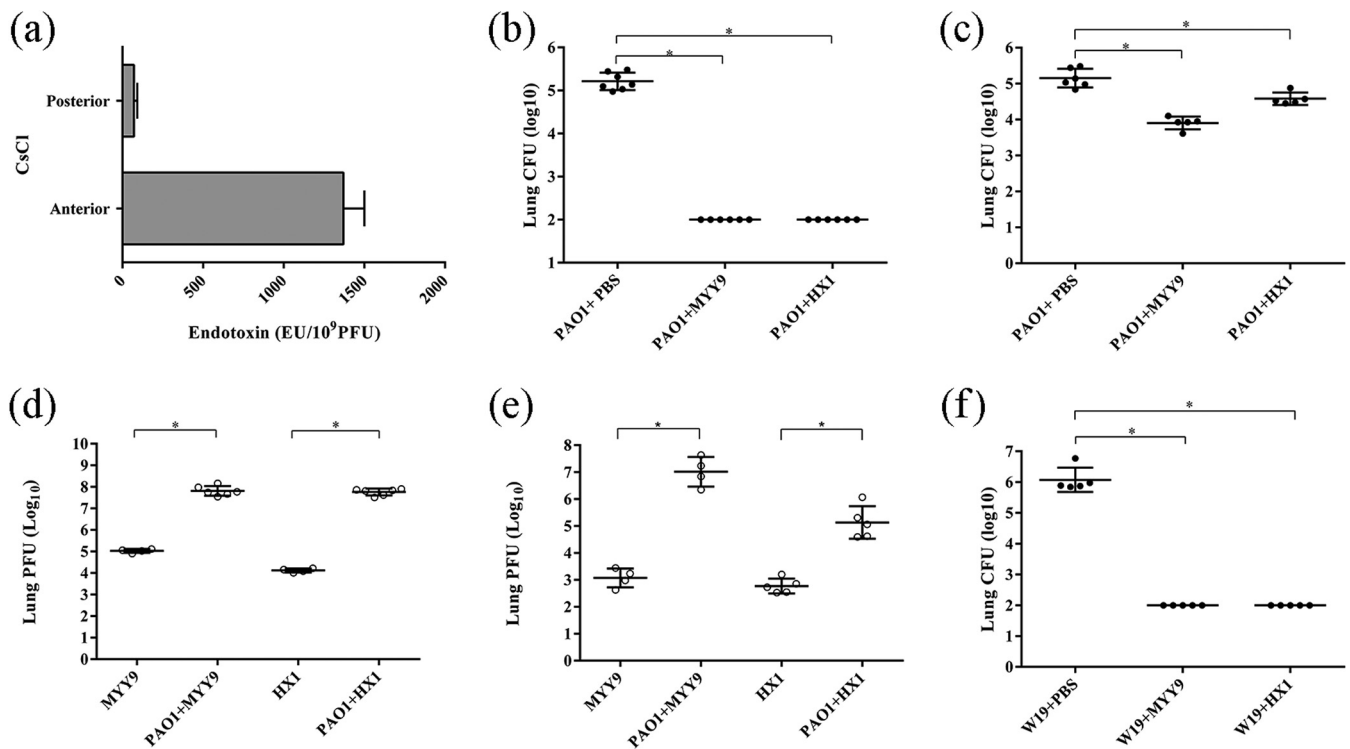 (a)
CsCl
Posterior
Anterior
0
500
1000
1500
2000
Endotoxin (EU/10⁹PFU)
(b)
Lung CFU (log10)
6
5
4
3
2
1
*
*
PAO1+ PBS
PAO1+MYY9
PAO1+HX1
(c)
Lung CFU (log10)
6
5
4
3
2
1
0
*
*
PAO1+ PBS
PAO1+MYY9
PAO1+HX1
(d)
Lung PFU (Log₁₀)
10
9
8
7
6
5
4
3
2
1
0
*
*
MYY9
PAO1+MYY9
HX1
PAO1+HX1
(e)
Lung PFU (Log₁₀)
8
7
6
5
4
3
2
1
0
*
*
MYY9
PAO1+MYY9
HX1
PAO1+HX1
(f)
Lung CFU (log10)
7
6
5
4
3
2
1
0
*
*
W19+PBS
W19+MYY9
W19+HX1